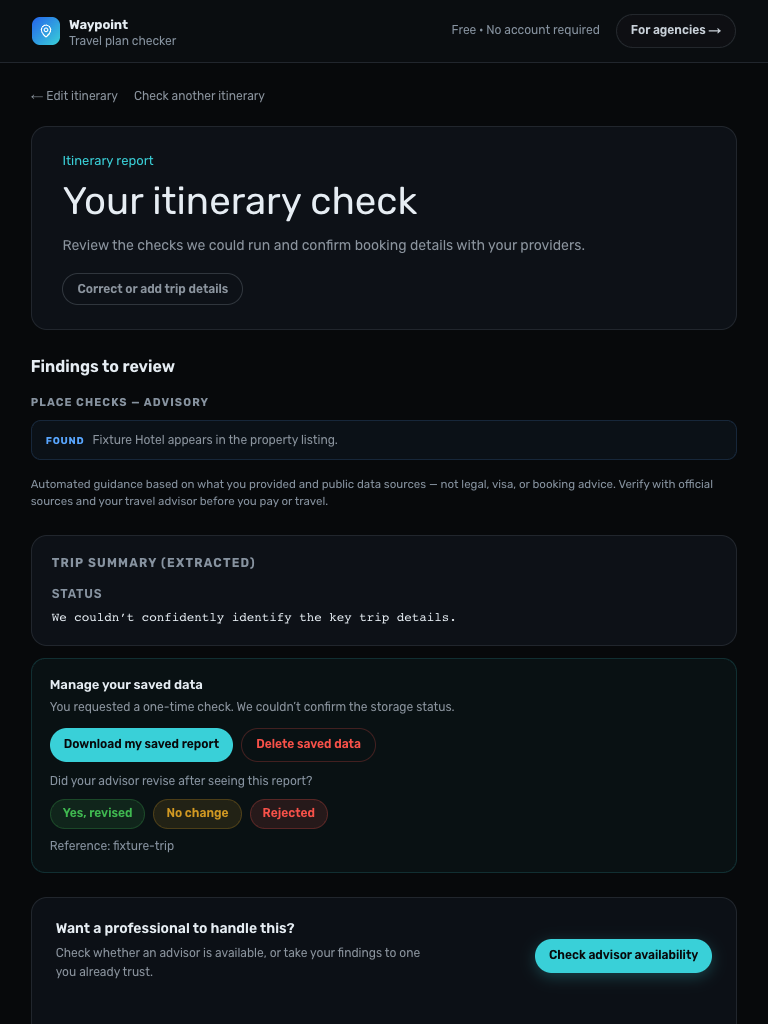 Waypoint
Travel plan checker
Free • No account required
For agencies →
← Edit itinerary
Check another itinerary
Itinerary report
Your itinerary check
Review the checks we could run and confirm booking details with your providers.
Correct or add trip details
Findings to review
PLACE CHECKS — ADVISORY
FOUND Fixture Hotel appears in the property listing.
Automated guidance based on what you provided and public data sources — not legal, visa, or booking advice. Verify with official
sources and your travel advisor before you pay or travel.
TRIP SUMMARY (EXTRACTED)
STATUS
We couldn’t confidently identify the key trip details.
Manage your saved data
You requested a one-time check. We couldn’t confirm the storage status.
Download my saved report
Delete saved data
Did your advisor revise after seeing this report?
Yes, revised
No change
Rejected
Reference: fixture-trip
Want a professional to handle this?
Check whether an advisor is available, or take your findings to one
you already trust.
Check advisor availability